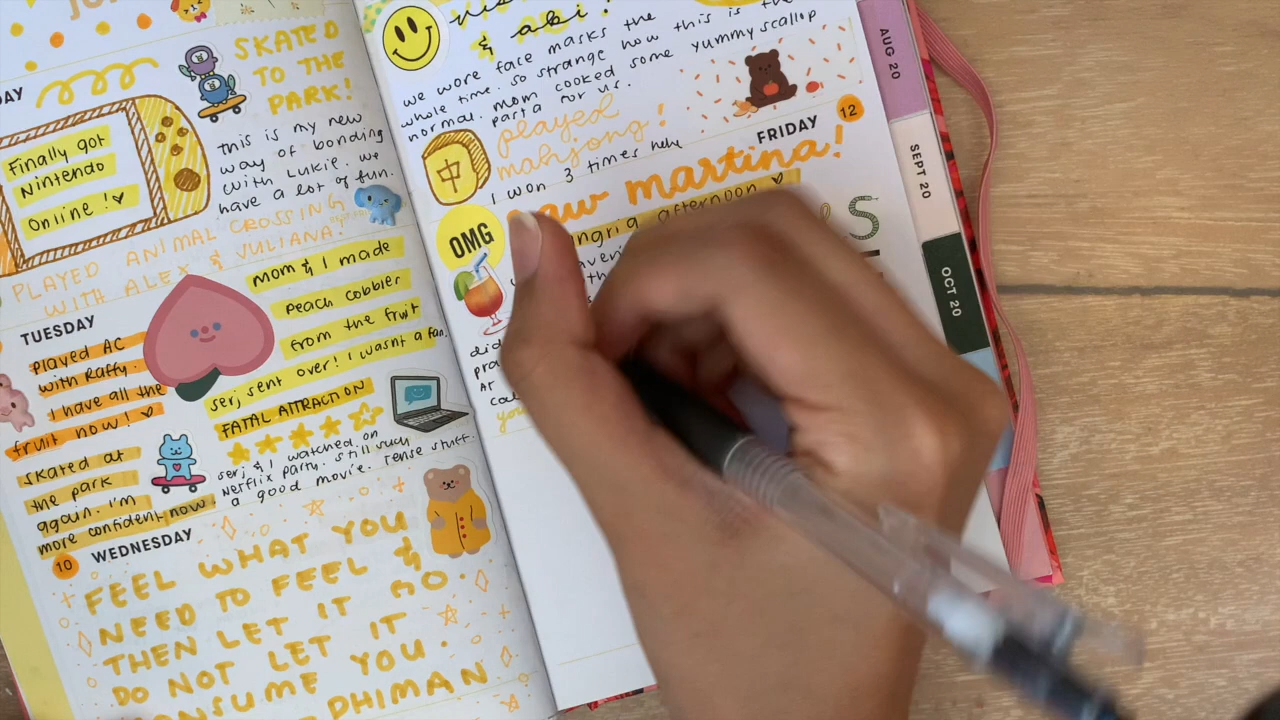 SKATED
TO THE
PARK!
Finally got
Nintendo
Online!
this is my new
way of bonding
with Lukie. we
have a lot of fun.
PLAYED ANIMAL CROSSING
WITH ALEX & JULIANA!
TUESDAY
played AC
with Raffy.
I have all the
fruit now!
skated at
the park
again. i'm
more confident now.
mom & I made
peach cobbler
from the fruit
serj sent over! I wasnt a fan.
FATAL ATTRACTION
serj & I watched on
Netflix party. still such
a good movie. Tense stuff.
10
WEDNESDAY
FEEL WHAT YOU
NEED TO FEEL &
THEN LET IT GO.
DO NOT LET IT
CONSUME YOU.
DHIMAN
& abi!
we wore face masks the
whole time. so strange how this is the
normal. mom cooked some yummy scallop
pasta for us.
中
played
mahjong!
I won 3 times hehe
FRIDAY
12
saw martina!
OMG
afternoon
did
AUG 20
SEPT 20
OCT 20